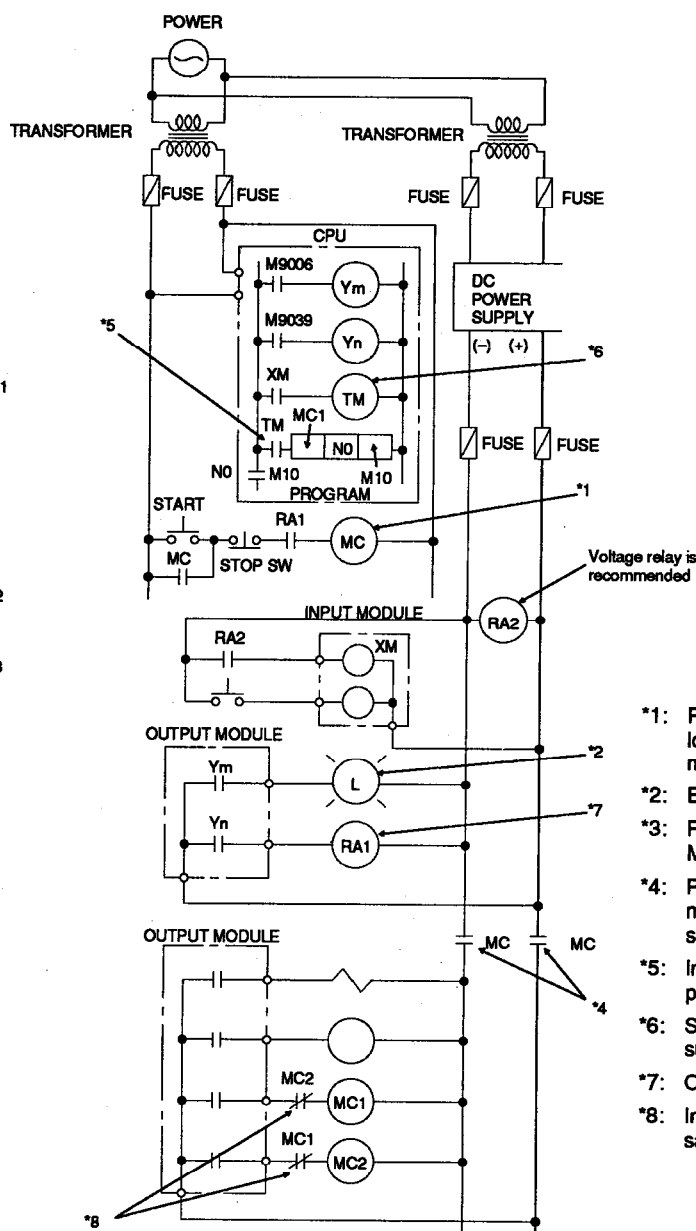 POWER
TRANSFORMER
TRANSFORMER
FUSE
FUSE
FUSE
FUSE
CPU
M9006
Ym
DC
POWER
SUPPLY
(–) (+)
*5
M9039
Yn
*6
XM
TM
1
MC1
TM
N0
FUSE
FUSE
N0
M10
M10
PROGRAM
START
RA1
*1
MC
MC
STOP SW
Voltage relay is
recommended
2
INPUT MODULE
RA2
RA2
XM
3
OUTPUT MODULE
Ym
L
*2
Yn
RA1
*7
OUTPUT MODULE
MC
MC
*4
MC2
MC1
MC1
MC2
*8
*1:
*2:
*3:
*4:
*5:
*6:
*7:
*8: